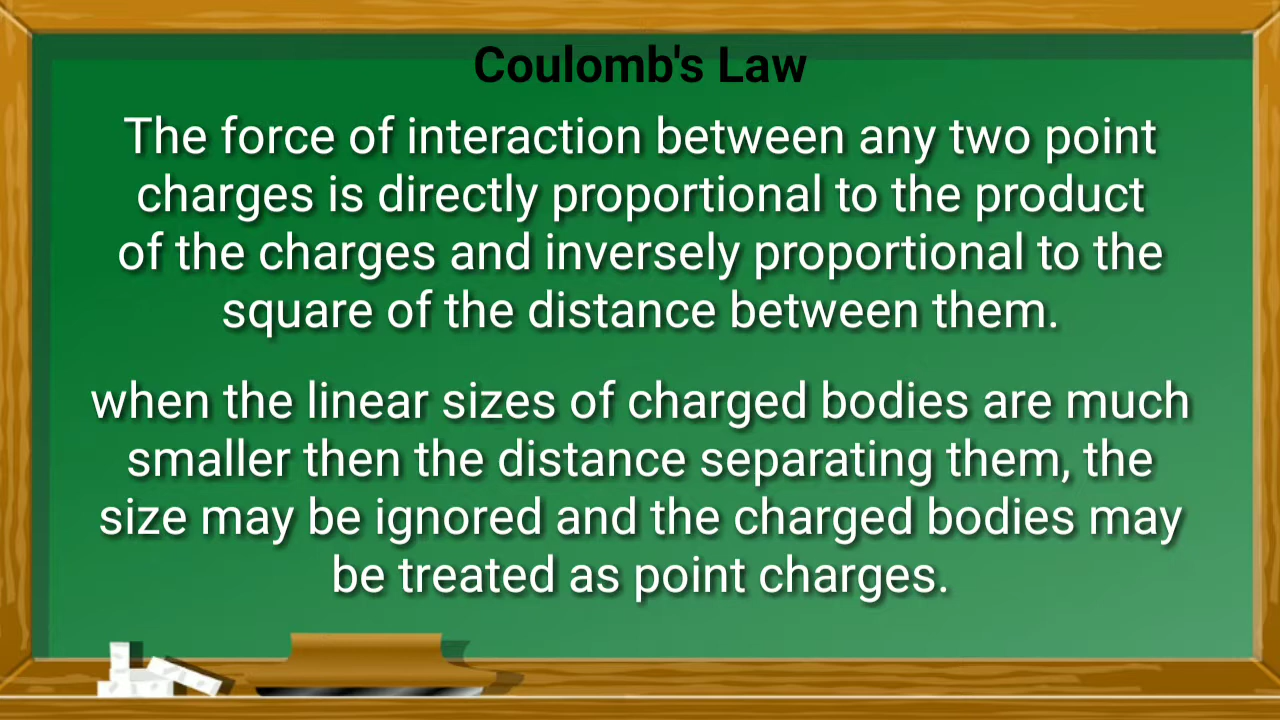 Coulomb's Law
The force of interaction between any two point
charges is directly proportional to the product
of the charges and inversely proportional to the
square of the distance between them.
when the linear sizes of charged bodies are much
smaller then the distance separating them, the
size may be ignored and the charged bodies may
be treated as point charges.